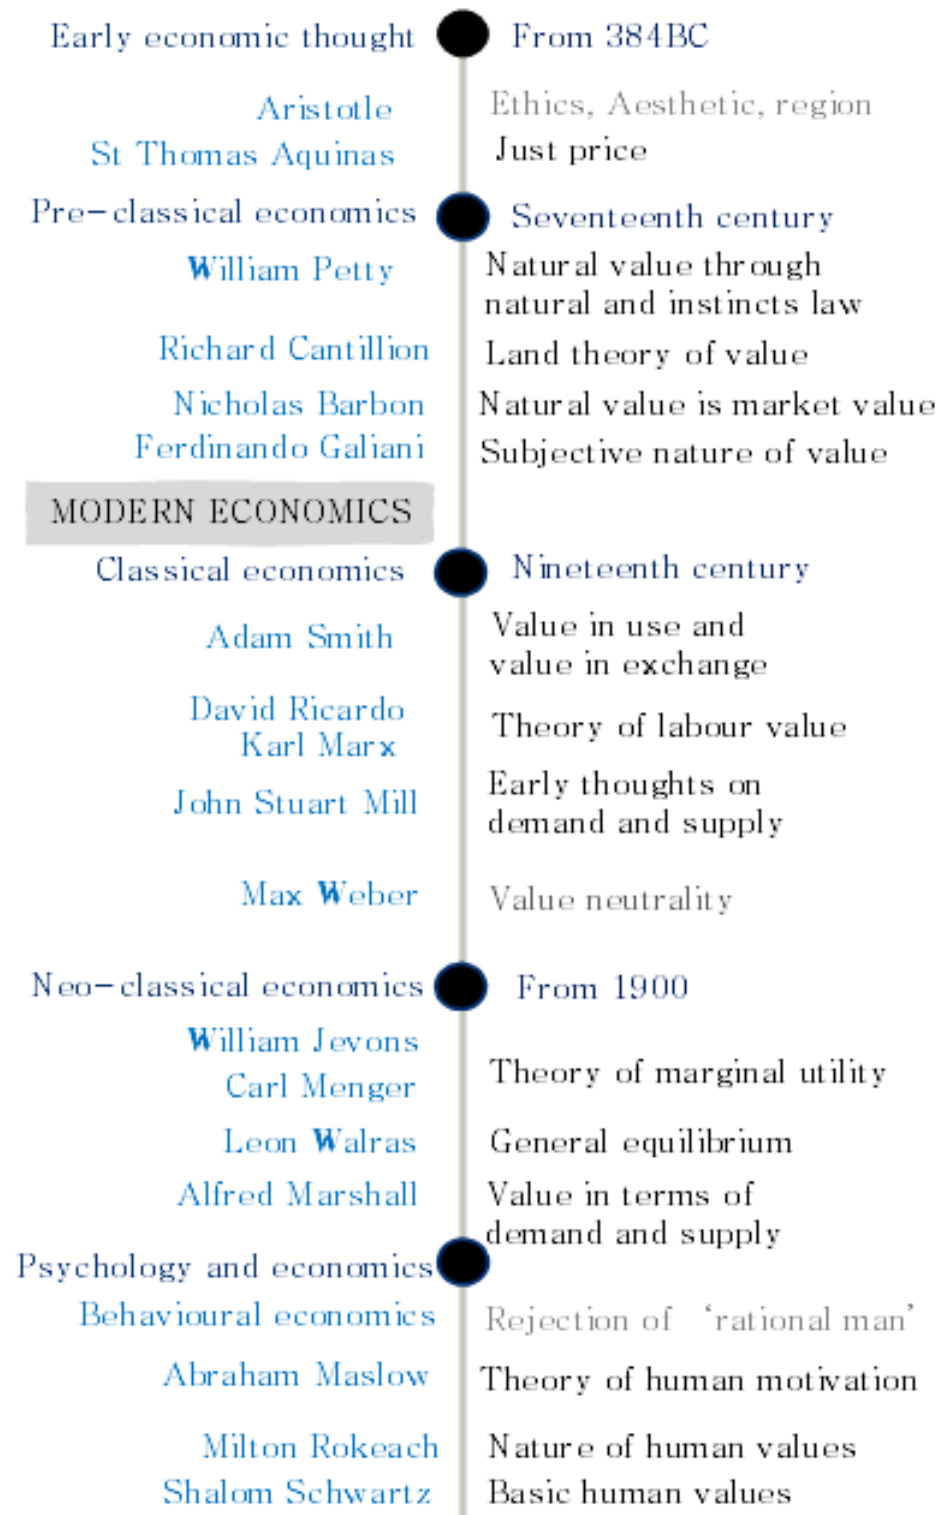 Early economic thought From 384BC
Aristotle Ethics, Aesthetic, region
St Thomas Aquinas Just price
Pre-classical economics Seventeenth century
William Petty Natural value through
natural and instincts law
Richard Cantillion Land theory of value
Nicholas Barbon Natural value is market value
Ferdinando Galiani Subjective nature of value
MODERN ECONOMICS
Classical economics Nineteenth century
Adam Smith Value in use and
value in exchange
David Ricardo
Karl Marx Theory of labour value
John Stuart Mill Early thoughts on
demand and supply
Max Weber Value neutrality
Neo-classical economics From 1900
William Jevons
Carl Menger Theory of marginal utility
Leon Walras General equilibrium
Alfred Marshall Value in terms of
demand and supply
Psychology and economics
Behavioural economics Rejection of ‘rational man’
Abraham Maslow Theory of human motivation
Milton Rokeach Nature of human values
Shalom Schwartz Basic human values